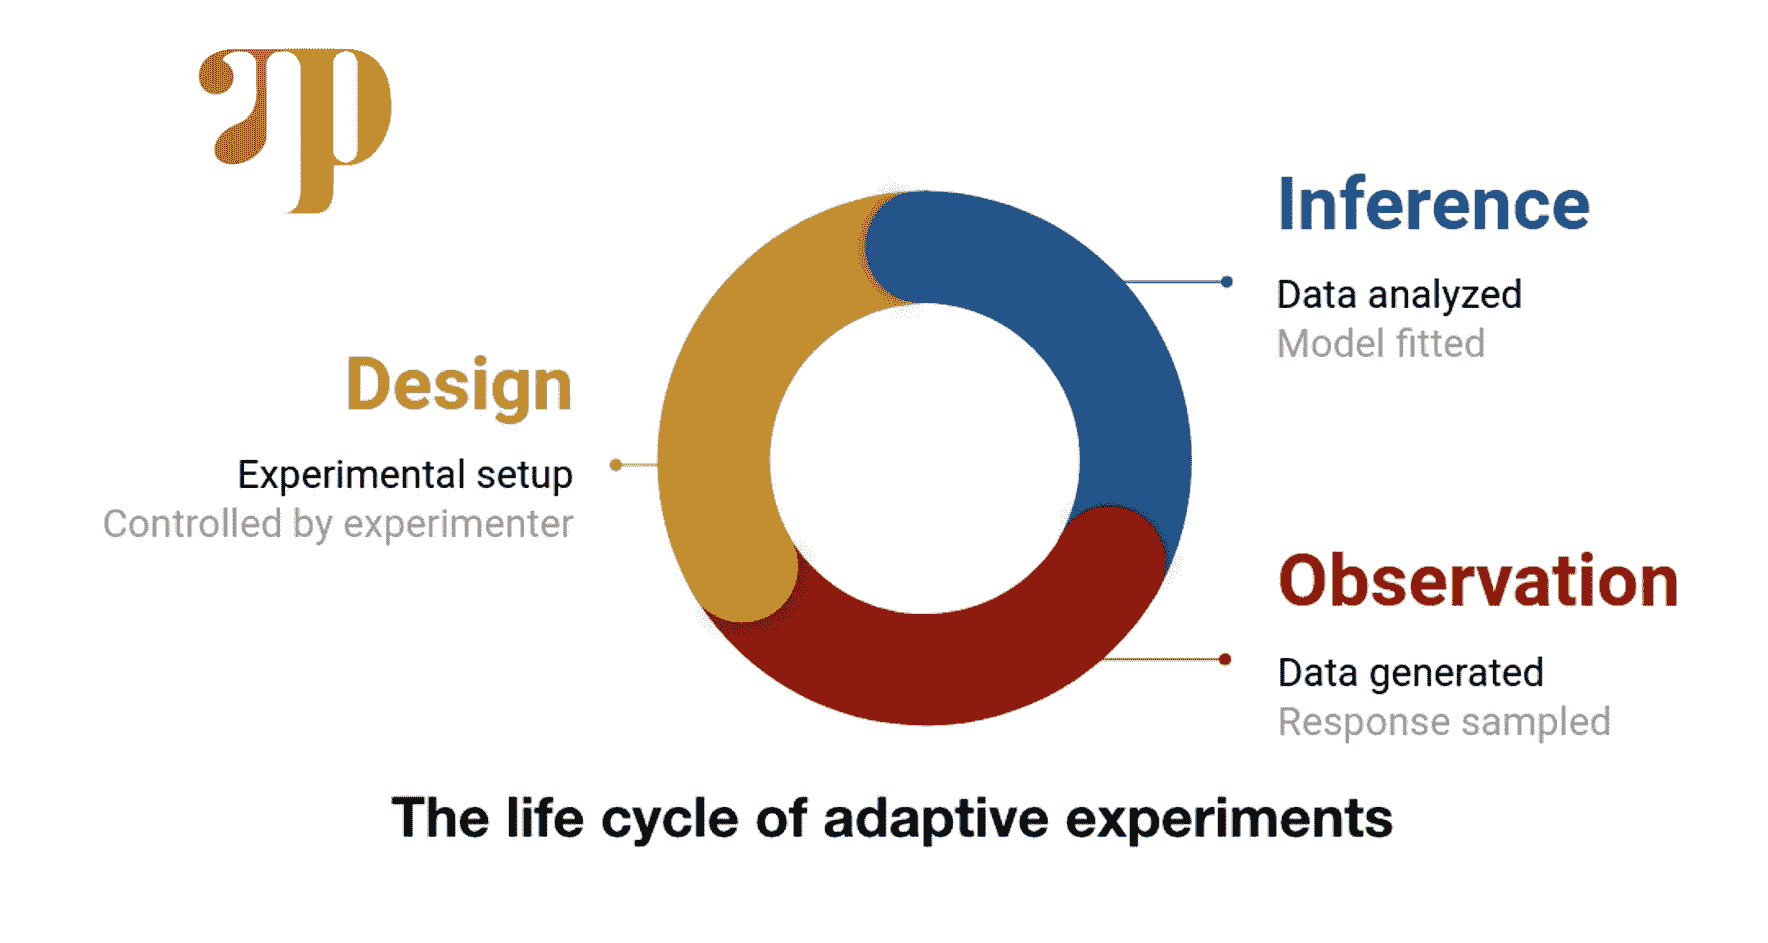 Inference
Data analyzed
Model fitted
Design
Experimental setup
Controlled by experimenter
Observation
Data generated
Response sampled
The life cycle of adaptive experiments